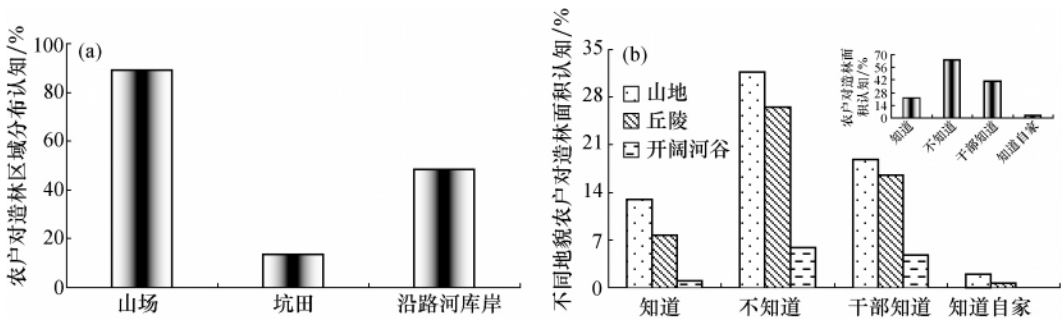 农户对造林区域分布认知/%
100
80
60
40
20
0
(a)
山场
坑田
沿路河库岸
不同地貌农户对造林面积认知/%
35
28
21
14
7
0
(b)
山地
丘陵
开阔河谷
知道
不知道
干部知道
知道自家
农户对造林面
积认知/%
70
56
42
28
14
0
知道
不知道
干部知道
知道自家